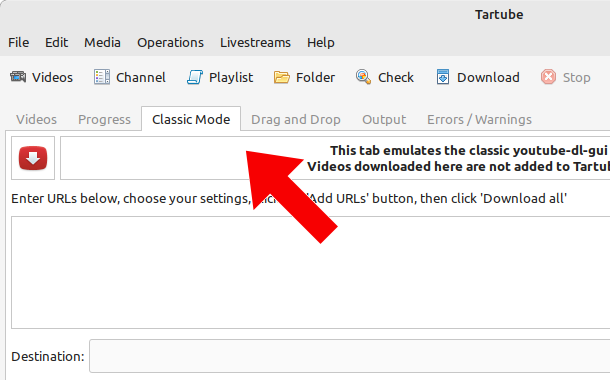 Tartube
File Edit Media Operations Livestreams Help
Videos Channel Playlist Folder Check Download Stop
Videos Progress Classic Mode Drag and Drop Output Errors / Warnings
This tab emulates the classic youtube-dl-gui
Videos downloaded here are not added to Tartu
Enter URLs below, choose your settings, 'Add URLs' button, then click 'Download all'
Destination: